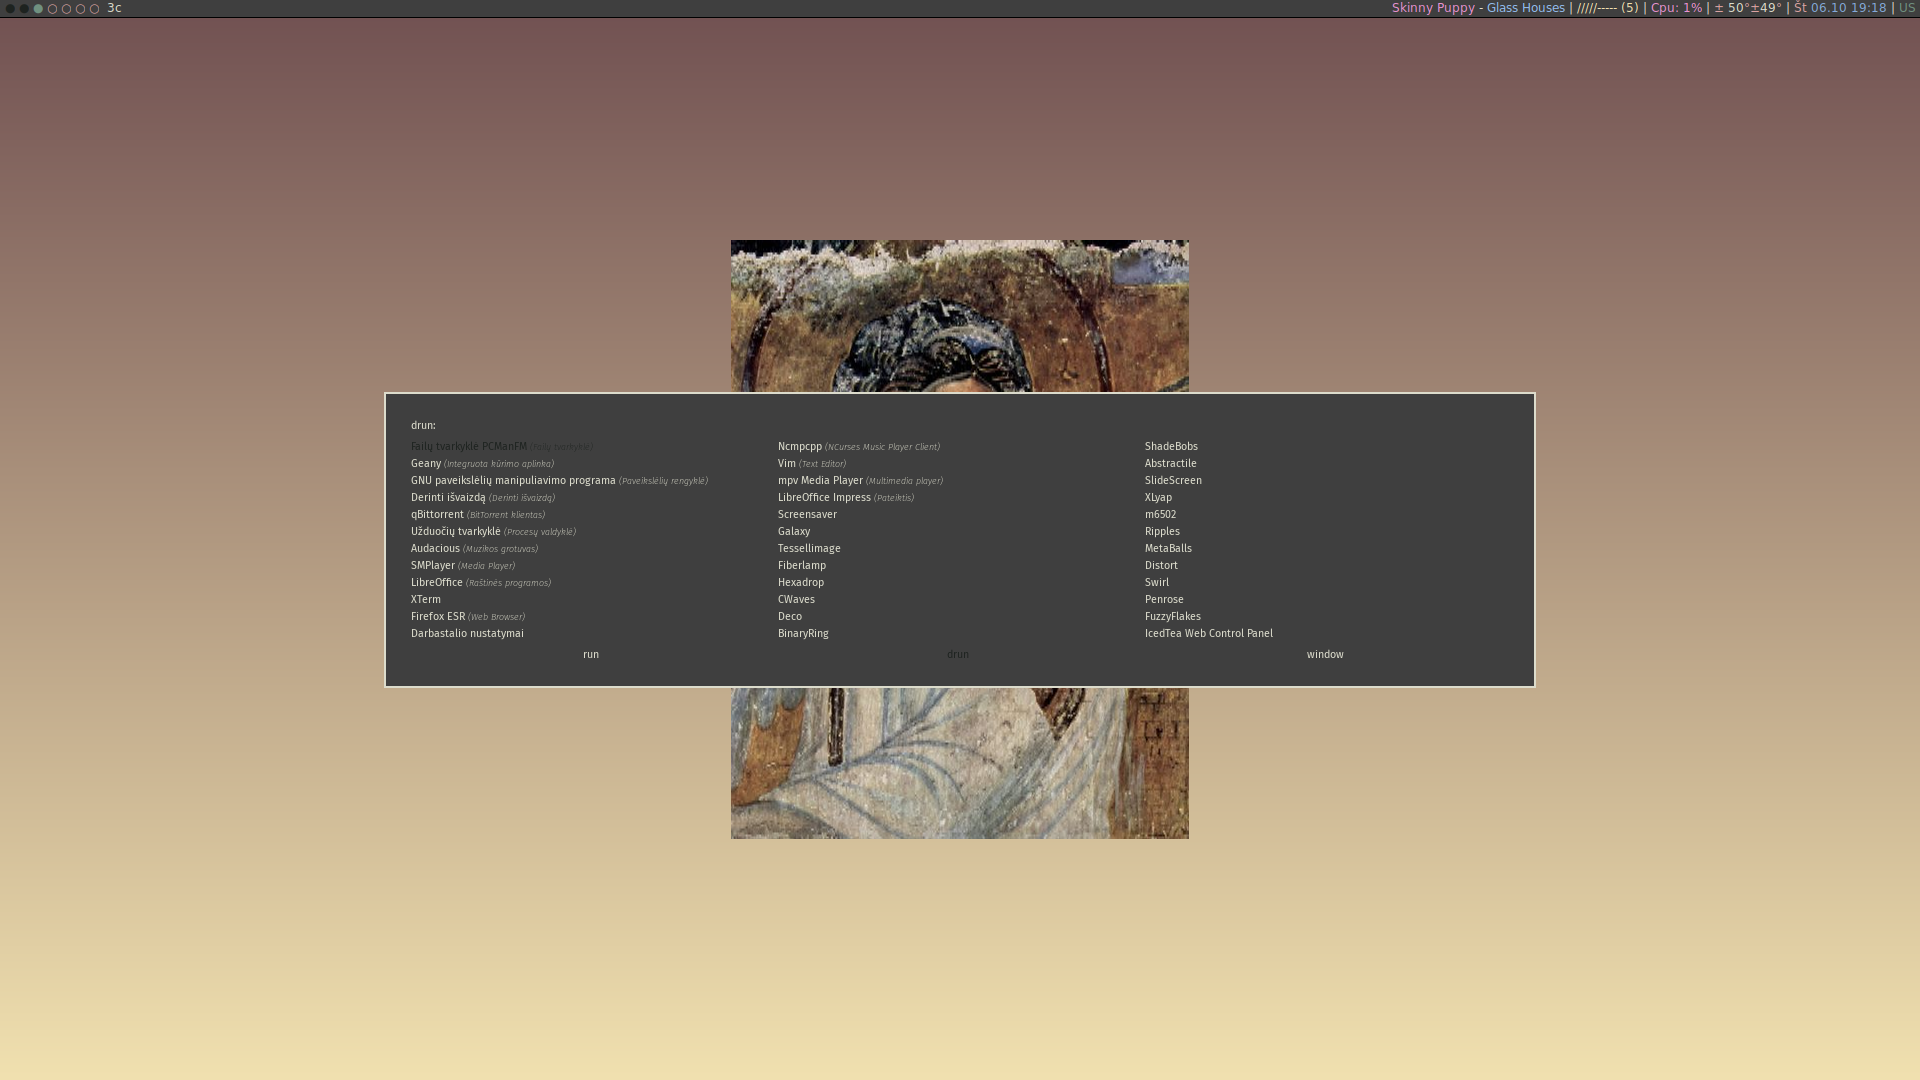 3c
Skinny Puppy - Glass Houses | /////----- (5) | Cpu: 1% | ± 50°±49° | Št 06.10 19:18 | US
drun:
Failų tvarkyklė PCManFM (Failų tvarkyklė)
Geany (Integruota kūrimo aplinka)
GNU paveikslėlių manipuliavimo programa (Paveikslėlių rengyklė)
Derinti išvaizdą (Derinti išvaizdą)
qBittorrent (BitTorrent klientas)
Užduočių tvarkyklė (Procesų valdyklė)
Audacious (Muzikos grotuvas)
SMPlayer (Media Player)
LibreOffice (Raštinės programos)
XTerm
Firefox ESR (Web Browser)
Darbastalio nustatymai
Ncmpcpp (NCurses Music Player Client)
Vim (Text Editor)
mpv Media Player (Multimedia player)
LibreOffice Impress (Pateiktis)
Screensaver
Galaxy
Tessellimage
Fiberlamp
Hexadrop
CWaves
Deco
BinaryRing
ShadeBobs
Abstractile
SlideScreen
XLyap
m6502
Ripples
MetaBalls
Distort
Swirl
Penrose
FuzzyFlakes
IcedTea Web Control Panel
run
drun
window